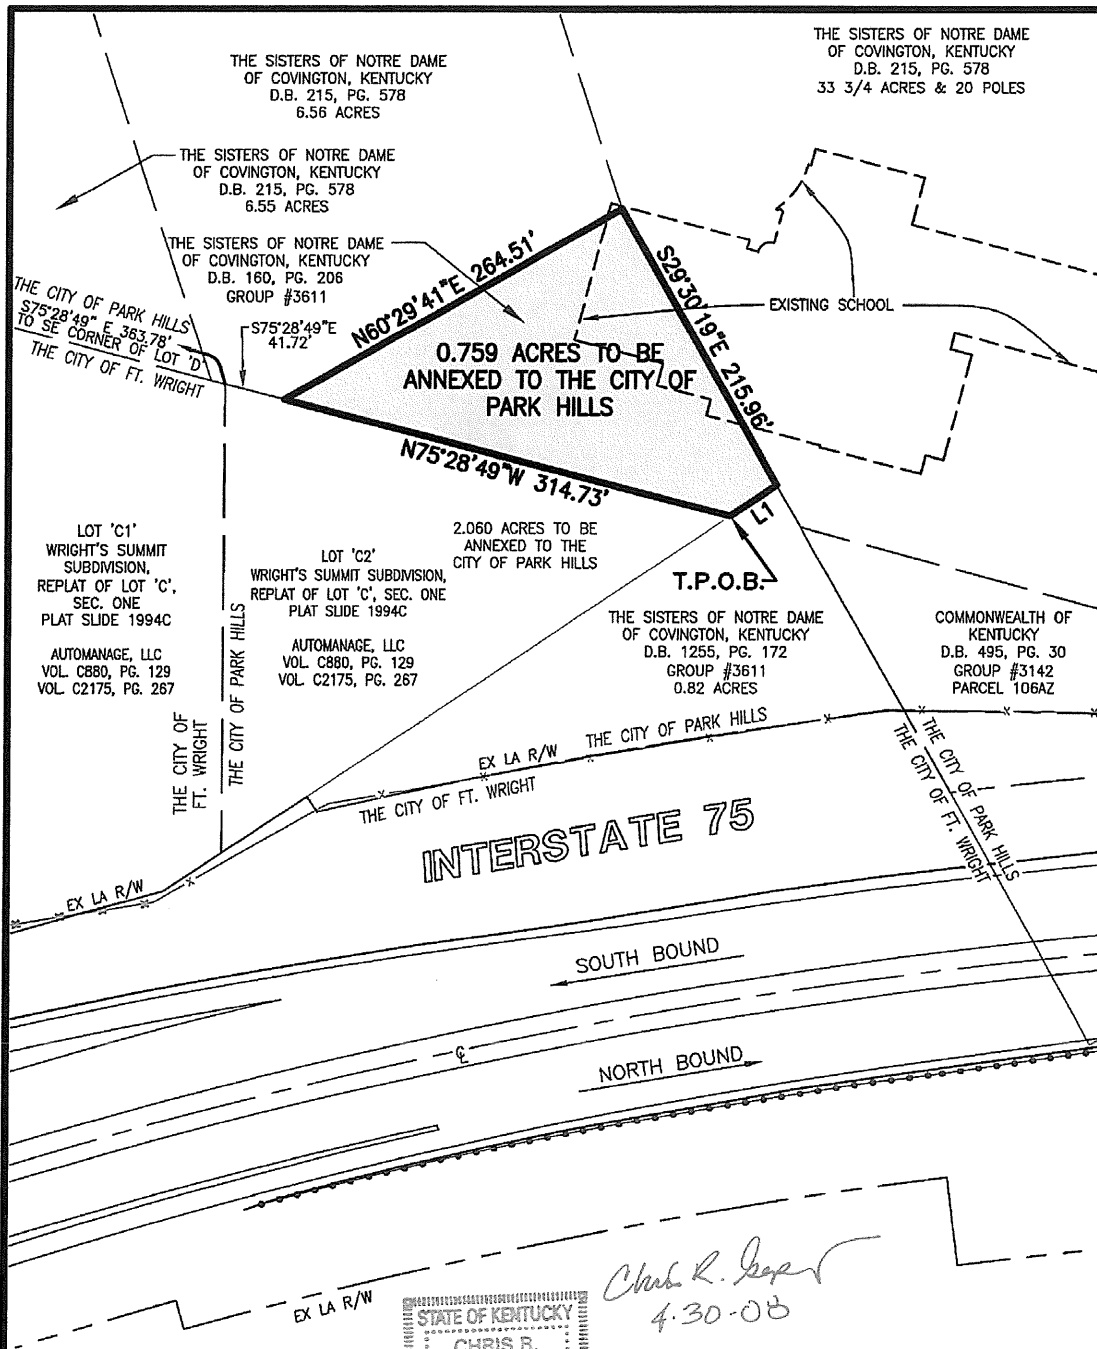 THE SISTERS OF NOTRE DAME
OF COVINGTON, KENTUCKY
D.B. 215, PG. 578
6.56 ACRES
THE SISTERS OF NOTRE DAME
OF COVINGTON, KENTUCKY
D.B. 215, PG. 578
33 3/4 ACRES & 20 POLES
THE SISTERS OF NOTRE DAME
OF COVINGTON, KENTUCKY
D.B. 215, PG. 578
6.55 ACRES
THE SISTERS OF NOTRE DAME
OF COVINGTON, KENTUCKY
D.B. 160, PG. 206
GROUP #3611
THE CITY OF PARK HILLS
S75°28'49" E 363.78'
TO SE CORNER OF LOT 'D'
THE CITY OF FT. WRIGHT
S75°28'49"E
41.72'
N60°29'41"E 264.51'
S29°30'19"E 215.96'
EXISTING SCHOOL
0.759 ACRES TO BE
ANNEXED TO THE CITY OF
PARK HILLS
N75°28'49"W 314.73'
L1
T.P.O.B.
2.060 ACRES TO BE
ANNEXED TO THE
CITY OF PARK HILLS
LOT 'C1'
WRIGHT'S SUMMIT
SUBDIVISION,
REPLAT OF LOT 'C',
SEC. ONE
PLAT SLIDE 1994C
AUTOMANAGE, LLC
VOL. C880, PG. 129
VOL. C2175, PG. 267
LOT 'C2'
WRIGHT'S SUMMIT SUBDIVISION,
REPLAT OF LOT 'C', SEC. ONE
PLAT SLIDE 1994C
AUTOMANAGE, LLC
VOL. C880, PG. 129
VOL. C2175, PG. 267
THE SISTERS OF NOTRE DAME
OF COVINGTON, KENTUCKY
D.B. 1255, PG. 172
GROUP #3611
0.82 ACRES
COMMONWEALTH OF
KENTUCKY
D.B. 495, PG. 30
GROUP #3142
PARCEL 106AZ
THE CITY OF
FT. WRIGHT
THE CITY OF PARK HILLS
EX LA R/W
THE CITY OF PARK HILLS
THE CITY OF FT. WRIGHT
THE CITY OF PARK HILLS
THE CITY OF FT. WRIGHT
INTERSTATE 75
EX LA R/W
SOUTH BOUND
NORTH BOUND
EX LA R/W
Chris R.
4-30-08
STATE OF KENTUCKY
CHRIS R.